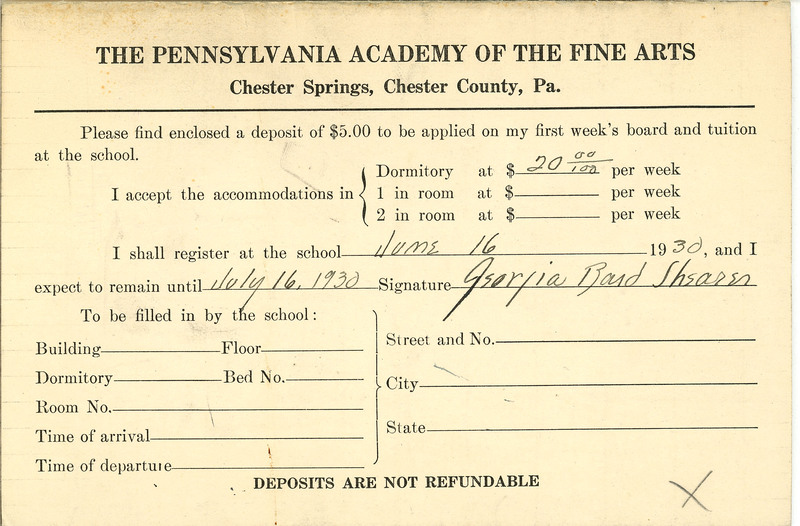 THE PENNSYLVANIA ACADEMY OF THE FINE ARTS
Chester Springs, Chester County, Pa.
Please find enclosed a deposit of $5.00 to be applied on my first week's board and tuition
at the school.
Dormitory at $ 20 00/100 per week
I accept the accommodations in { 1 in room at $ per week
2 in room at $ per week
I shall register at the school June 16 1930, and I
expect to remain until July 16, 1930 Signature Georgia Bard Shearer
To be filled in by the school:
Street and No.
Building Floor
Dormitory Bed No.
City
Room No.
State
Time of arrival
Time of departure
DEPOSITS ARE NOT REFUNDABLE
X